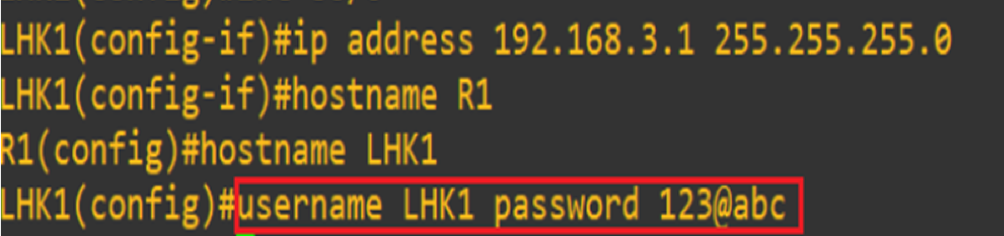 LHK1(config-if)#ip address 192.168.3.1 255.255.255.0
LHK1(config-if)#hostname R1
R1(config)#hostname LHK1
LHK1(config)#username LHK1 password 123@abc